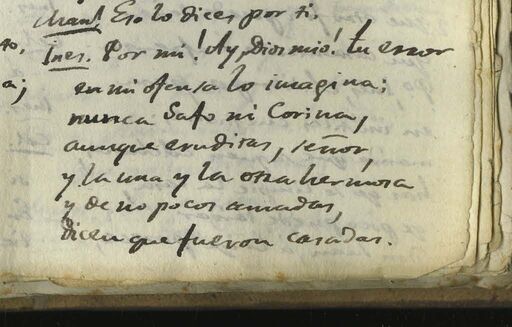 Man.l Eso lo dices por ti.
Ines. Por mi! Ay, dios mio! tu error
en mi ofensa lo imagina;
nunca Safo ni Corina,
aunque eruditas, señor,
y la una y la otra hermosa
y de no pocos amadas,
dicen que fueron casadas.